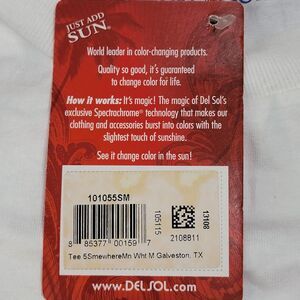 JUST ADD
SUN®
World leader in color-changing products.
Quality so good, it's guaranteed
to change color for life.
How it works: It's magic! The magic of Del Sol's
exclusive Spectrachrome® technology that makes our
clothing and accessories burst into colors with the
slightest touch of sunshine.
See it change color in the sun!
101055SM
105115
13108
2108811
8 85377 00159 7
Tee 5SmewhereMn Wht M Galveston, TX
www.DELSOL.com